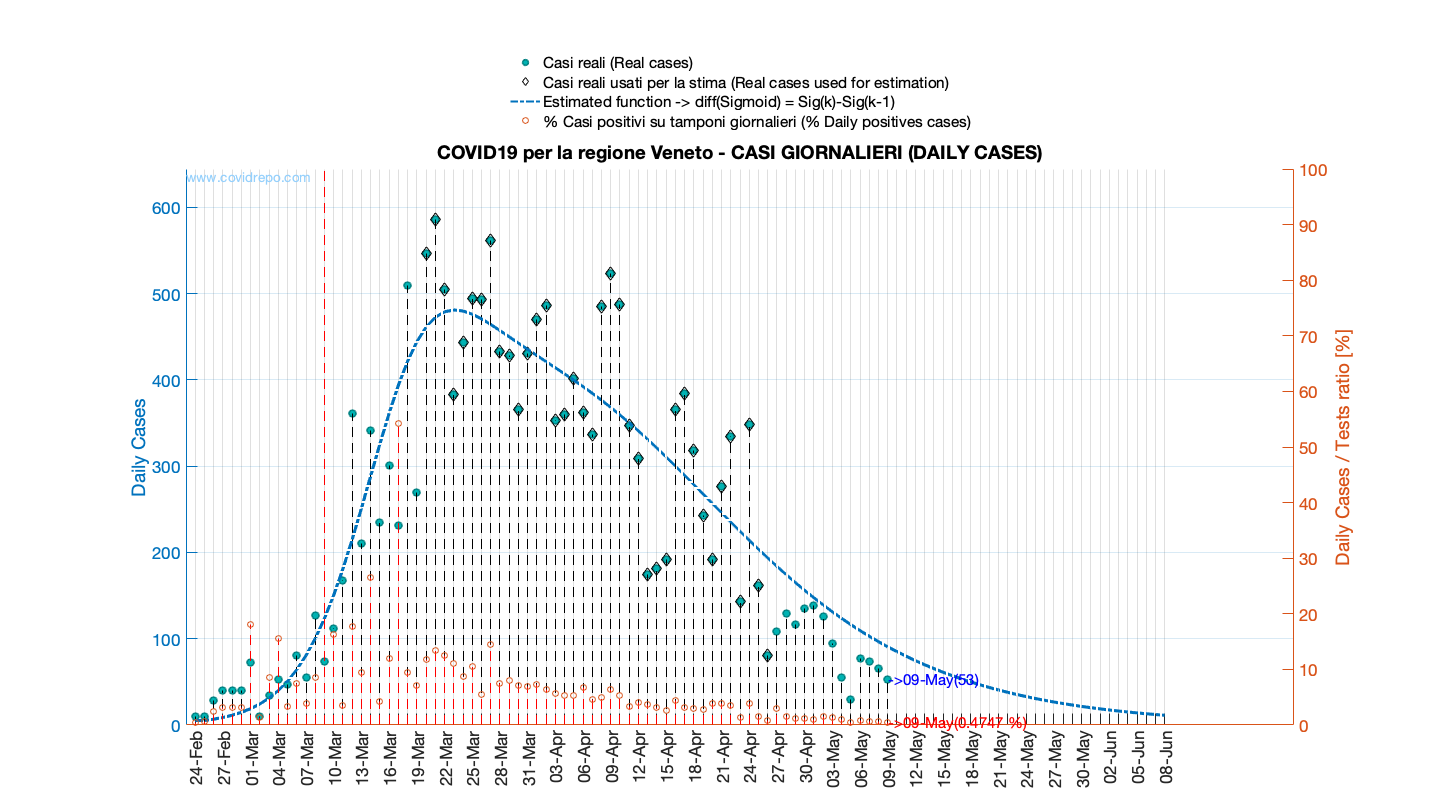 Casi reali (Real cases)
Casi reali usati per la stima (Real cases used for estimation)
Estimated function -> diff(Sigmoid) = Sig(k)-Sig(k-1)
% Casi positivi su tamponi giornalieri (% Daily positives cases)
COVID19 per la regione Veneto - CASI GIORNALIERI (DAILY CASES)
www.covidrepo.com
Daily Cases
600
500
400
300
200
100
0
100
90
80
70
60
50
40
30
20
10
0
Daily Cases / Tests ratio [%]
->09-May(53)
->09-May(0.4747 %)
24-Feb
27-Feb
01-Mar
04-Mar
07-Mar
10-Mar
13-Mar
16-Mar
19-Mar
22-Mar
25-Mar
28-Mar
31-Mar
03-Apr
06-Apr
09-Apr
12-Apr
15-Apr
18-Apr
21-Apr
24-Apr
27-Apr
30-Apr
03-May
06-May
09-May
12-May
15-May
18-May
21-May
24-May
27-May
30-May
02-Jun
05-Jun
08-Jun